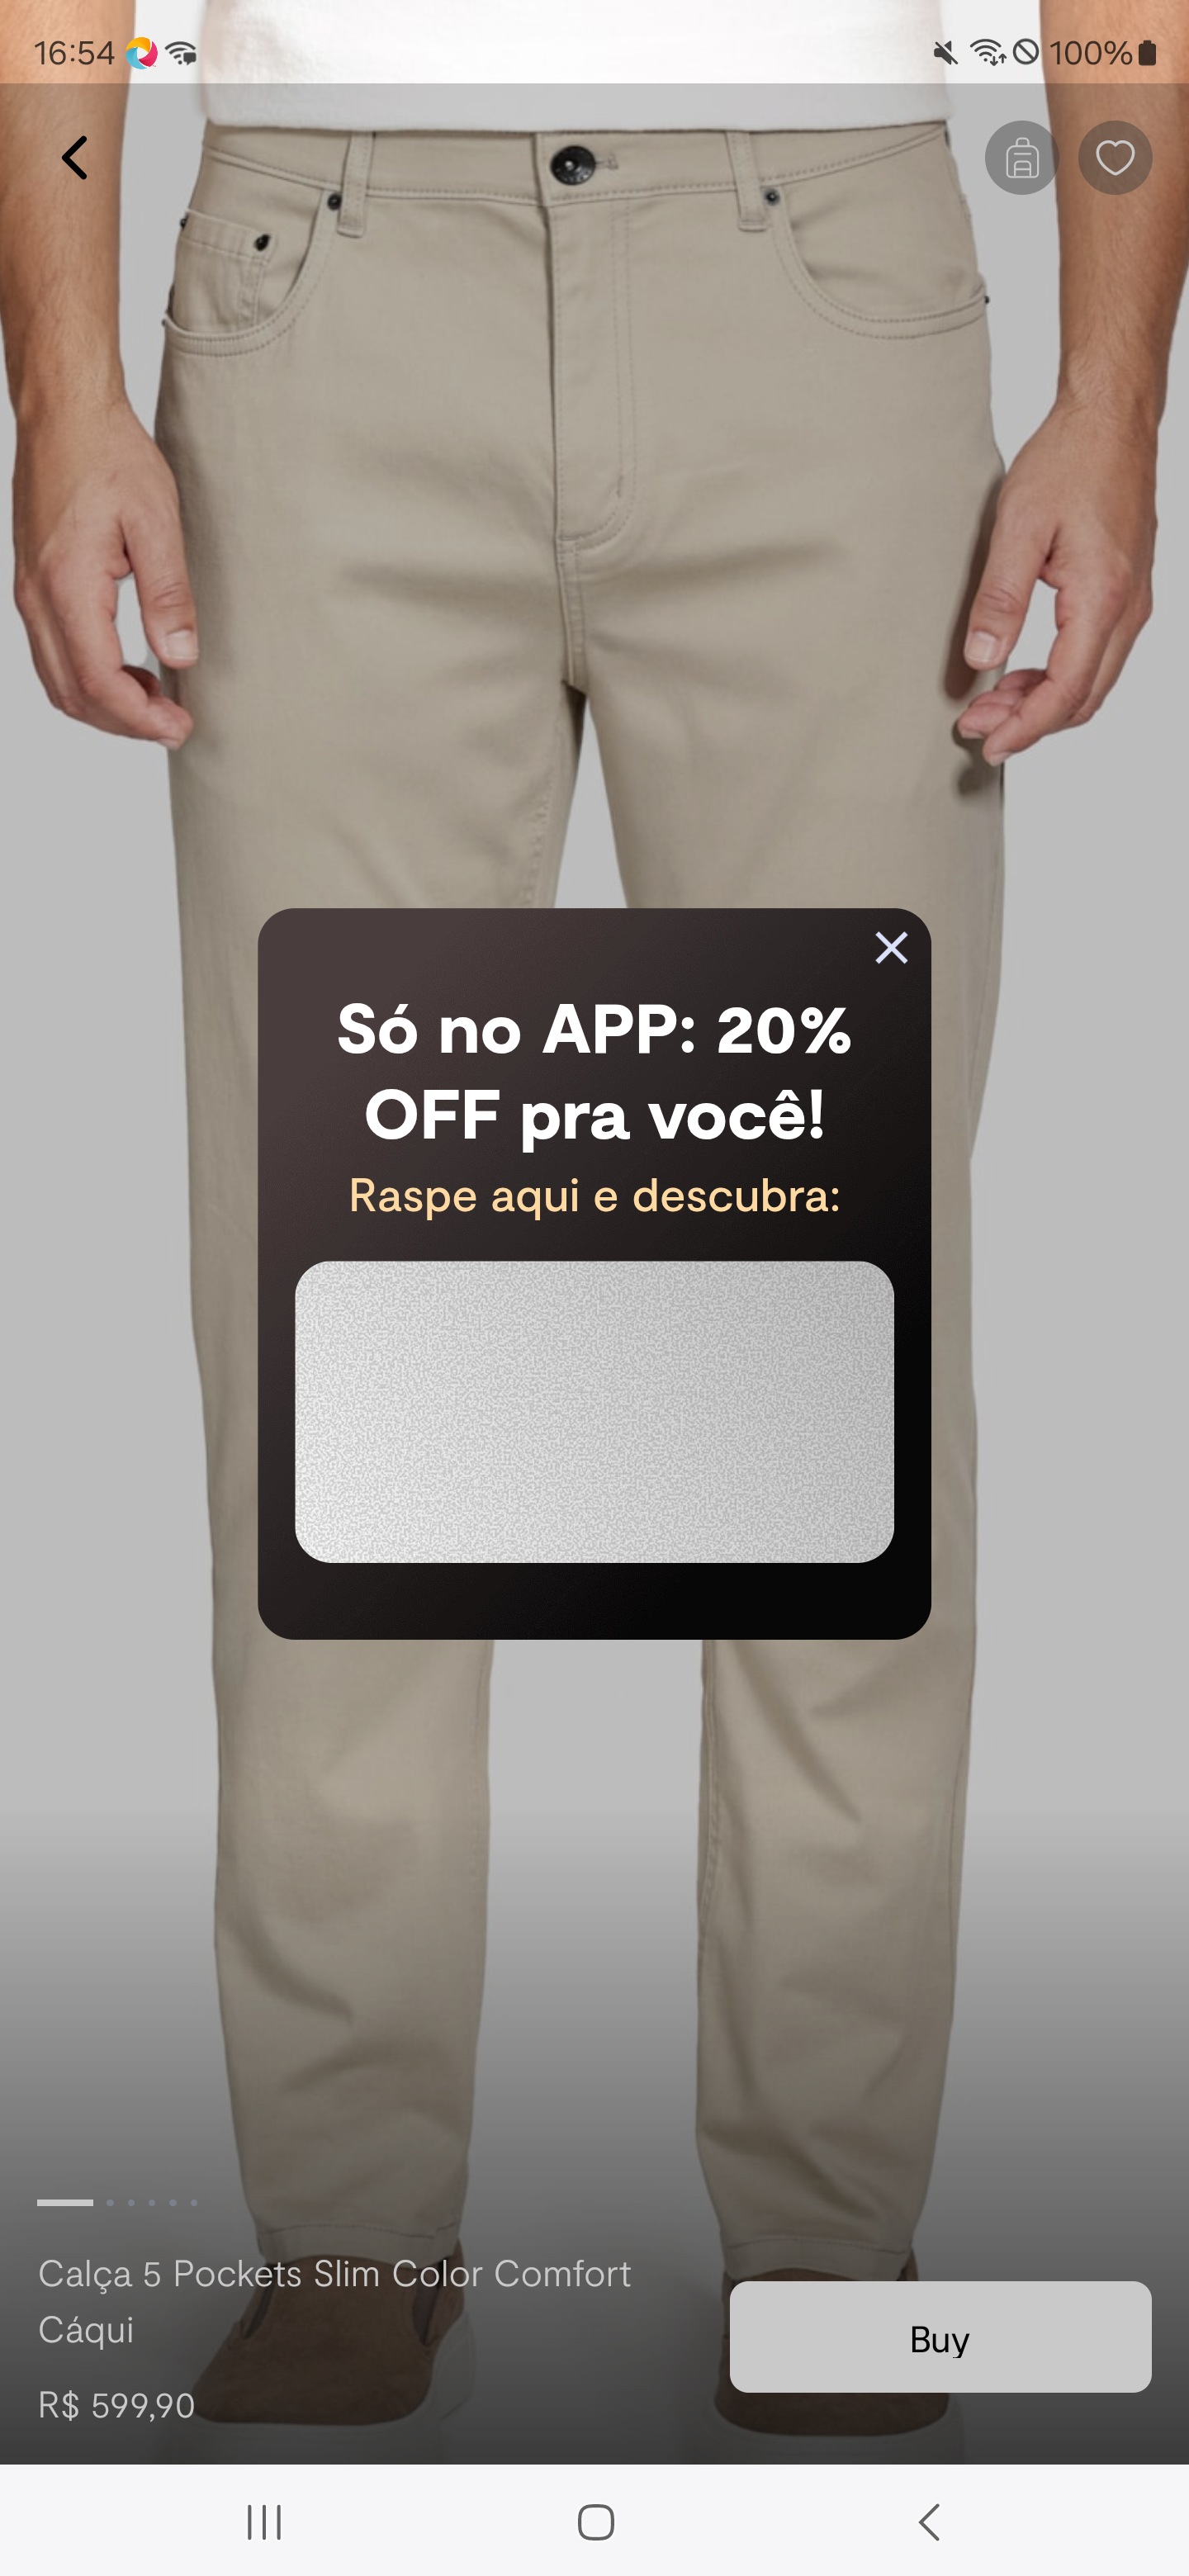 16:54
100%
Só no APP: 20%
OFF pra você!
Raspe aqui e descubra:
Calça 5 Pockets Slim Color Comfort
Cáqui
R$ 599,90
Buy